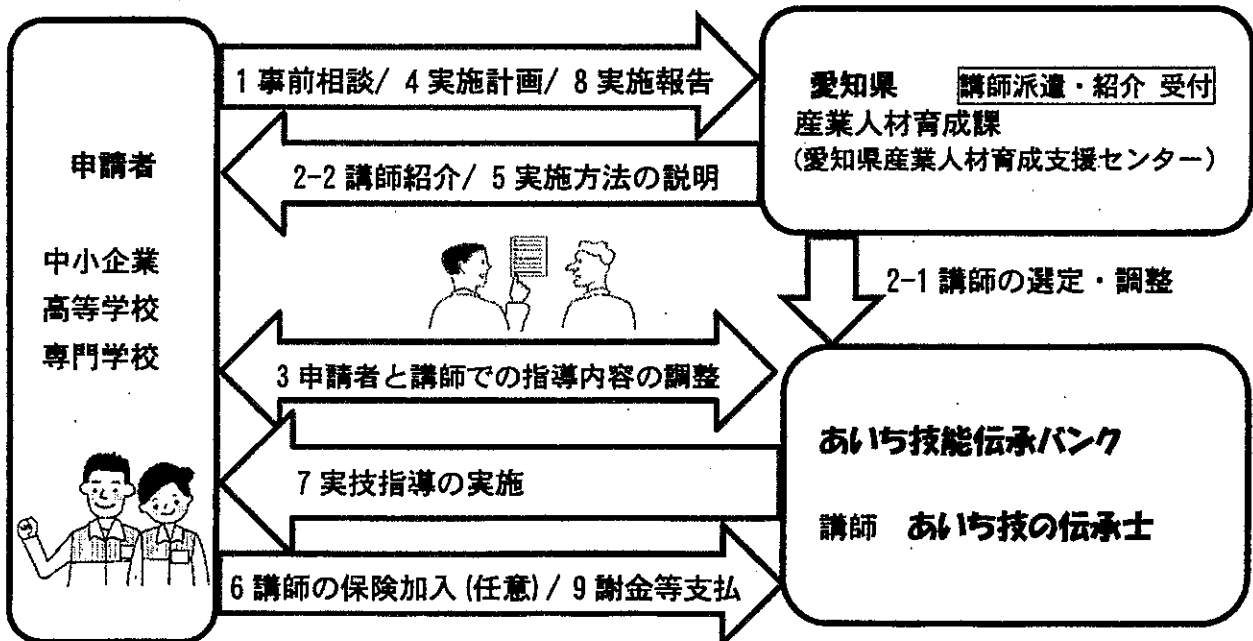 1 事前相談/ 4 実施計画/ 8 実施報告
愛知県 講師派遣・紹介 受付
産業人材育成課
(愛知県産業人材育成支援センター)
申請者
2-2 講師紹介/ 5 実施方法の説明
中小企業
高等学校
専門学校
2-1 講師の選定・調整
3 申請者と講師での指導内容の調整
あいち技能伝承バンク
7 実技指導の実施
講師 あいち技の伝承士
6 講師の保険加入(任意)/ 9 謝金等支払